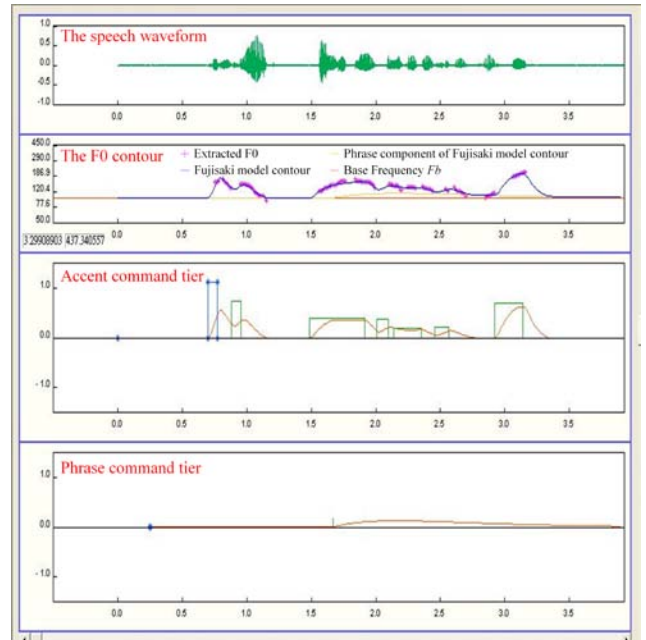 The speech waveform
1.0
0.5
0.0
-0.5
-1.0
0.0 0.5 1.0 1.5 2.0 2.5 3.0 3.5
The F0 contour
Extracted F0 Phrase component of Fujisaki model contour
Fujisaki model contour Base Frequency Fb
450.0
290.0
186.9
120.4
77.6
50.0
0.0 0.5 1.0 1.5 2.0 2.5 3.0 3.5
3.29908903 437.340557
Accent command tier
1.0
0.0
- 1.0
0.0 0.5 1.0 1.5 2.0 2.5 3.0 3.5
Phrase command tier
1.0
0.0
- 1.0
0.0 0.5 1.0 1.5 2.0 2.5 3.0 3.5